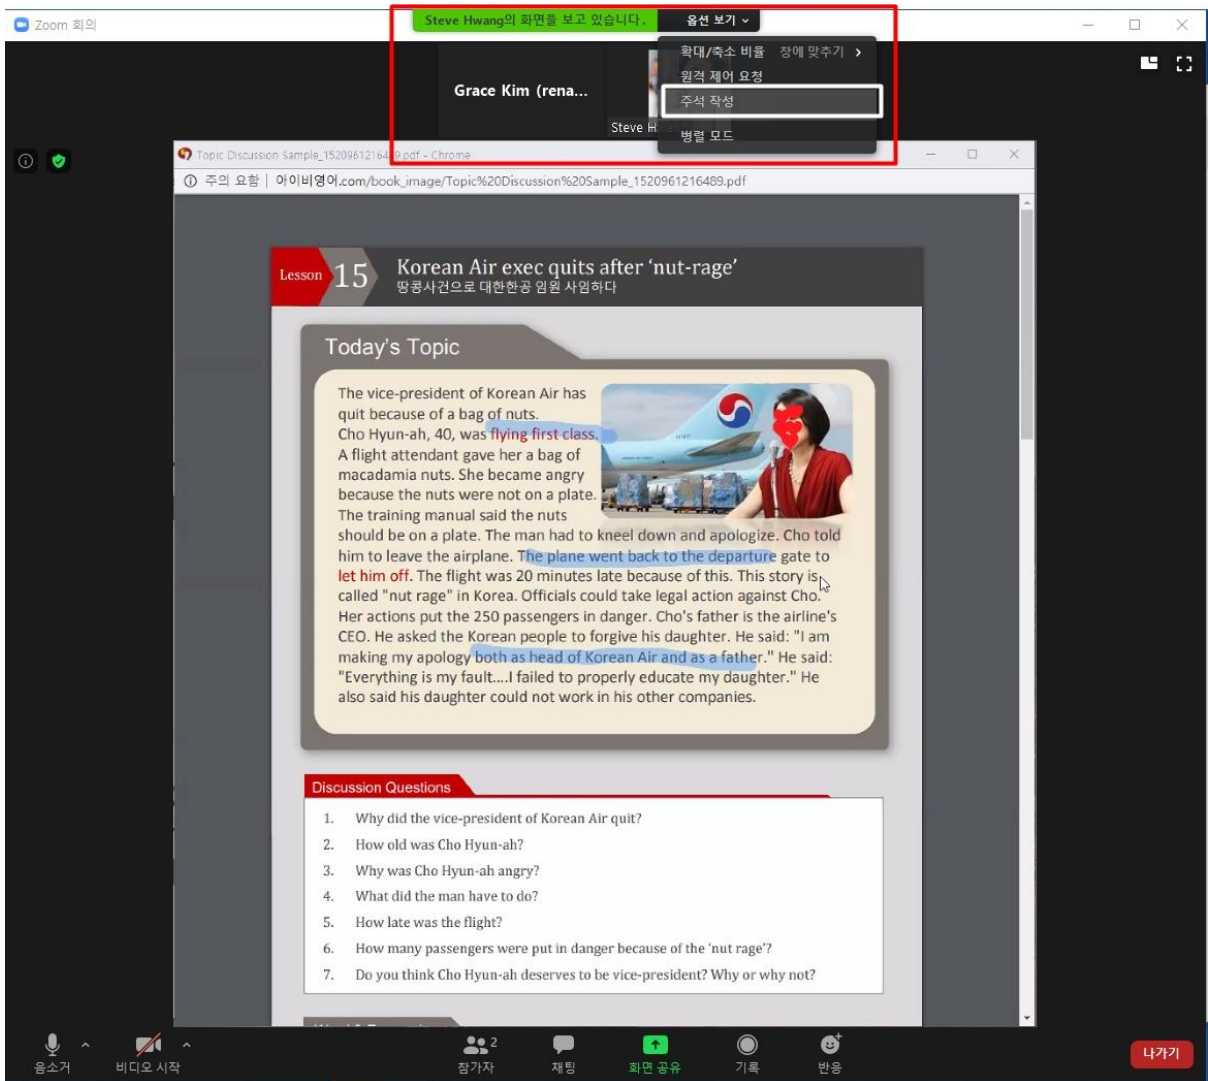 Zoom 회의
Steve Hwang의 화면을 보고 있습니다. 옵션 보기
확대/축소 비율 창에 맞추기
원격 제어 요청
주석 작성
병렬 모드
Grace Kim (rena...
Steve
Topic Discussion Sample_1520961216489.pdf - Chrome
주의 요함 | 아이비영어.com/book_image/Topic%20Discussion%20Sample_1520961216489.pdf
Lesson 15
Korean Air exec quits after ‘nut-rage’
땅콩사건으로 대한한공 임원 사임하다
Today's Topic
The vice-president of Korean Air has
quit because of a bag of nuts.
Cho Hyun-ah, 40, was flying first class.
A flight attendant gave her a bag of
macadamia nuts. She became angry
because the nuts were not on a plate.
The training manual said the nuts
should be on a plate. The man had to kneel down and apologize. Cho told
him to leave the airplane. The plane went back to the departure gate to
let him off. The flight was 20 minutes late because of this. This story is
called "nut rage" in Korea. Officials could take legal action against Cho.
Her actions put the 250 passengers in danger. Cho's father is the airline's
CEO. He asked the Korean people to forgive his daughter. He said: "I am
making my apology both as head of Korean Air and as a father." He said:
"Everything is my fault....I failed to properly educate my daughter." He
also said his daughter could not work in his other companies.
Discussion Questions
1. Why did the vice-president of Korean Air quit?
2. How old was Cho Hyun-ah?
3. Why was Cho Hyun-ah angry?
4. What did the man have to do?
5. How late was the flight?
6. How many passengers were put in danger because of the ‘nut rage’?
7. Do you think Cho Hyun-ah deserves to be vice-president? Why or why not?
음소거 비디오 시작 참가자 2 채팅 화면 공유 기록 반응 나가기